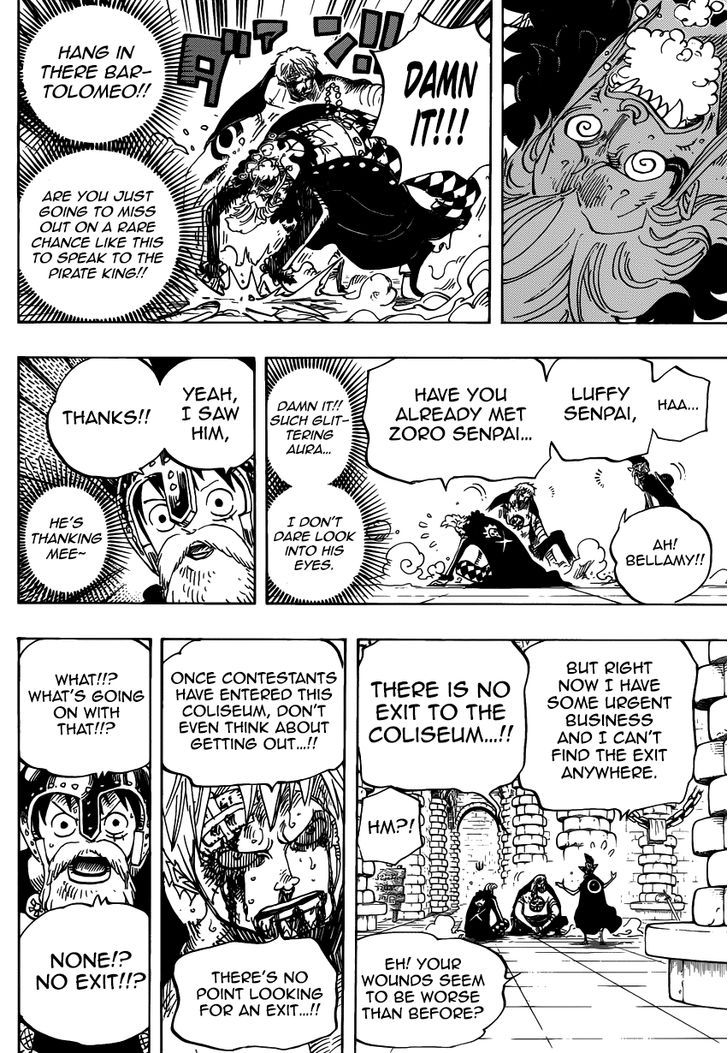 DAMN
IT!!!
ダァン!!
HANG IN
THERE BAR-
TOLOMEO!!
ARE YOU JUST
GOING TO MISS
OUT ON A RARE
CHANCE LIKE THIS
TO SPEAK TO THE
PIRATE KING!!
HAA...
LUFFY
SENPAI,
HAVE YOU
ALREADY MET
ZORO SENPAI...
AH!
BELLAMY!!
DAMN IT!!
SUCH GLIT-
TERING
AURA...
I DON'T
DARE LOOK
INTO HIS
EYES.
YEAH,
I SAW
HIM,
THANKS!!
HE'S
THANKING
MEE~
BUT RIGHT
NOW I HAVE
SOME URGENT
BUSINESS
AND I CAN'T
FIND THE EXIT
ANYWHERE.
THERE IS NO
EXIT TO THE
COLISEUM...!!
HM?!
EH! YOUR
WOUNDS SEEM
TO BE WORSE
THAN BEFORE?
ONCE CONTESTANTS
HAVE ENTERED THIS
COLISEUM, DON'T
EVEN THINK ABOUT
GETTING OUT...!!
THERE'S NO
POINT LOOKING
FOR AN EXIT...!!
WHAT!!?
WHAT'S GOING
ON WITH
THAT!!?
NONE!?
NO EXIT!!?